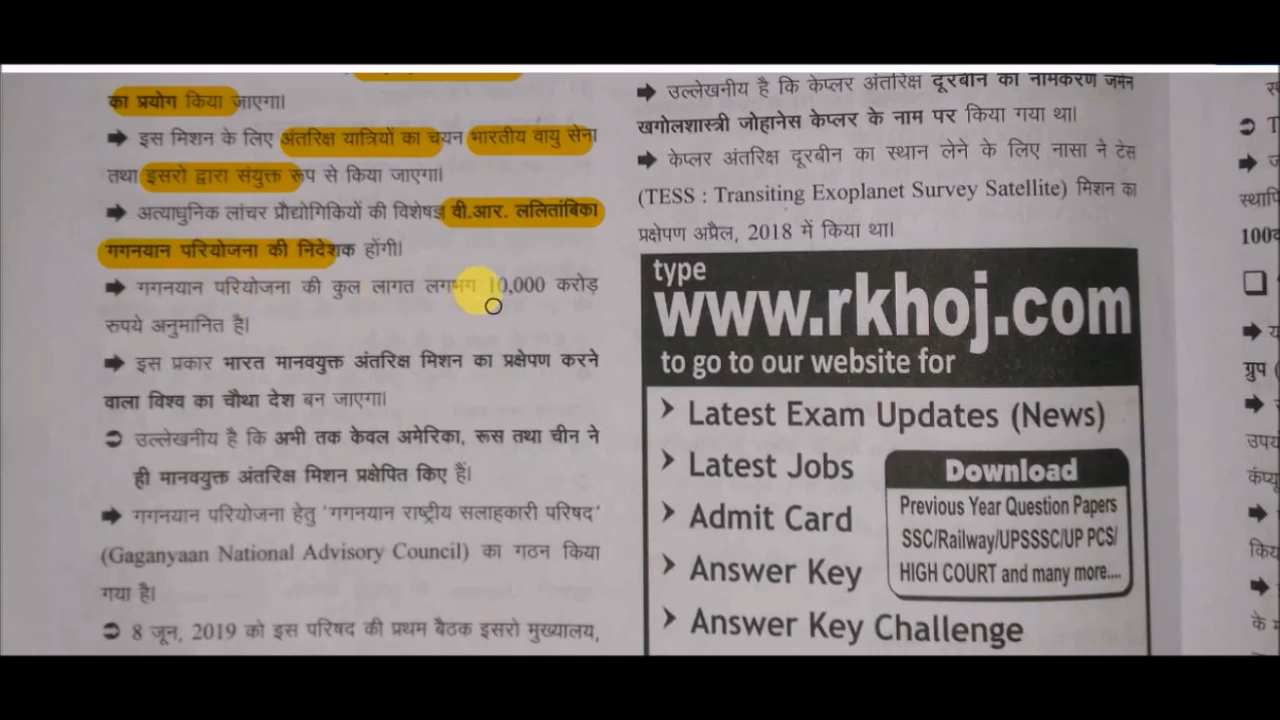 का प्रयोग किया जाएगा।
➡ इस मिशन के लिए अंतरिक्ष यात्रियों का चयन भारतीय वायु सेना
तथा इसरो द्वारा संयुक्त रूप से किया जाएगा।
➡ अत्याधुनिक लांचर प्रौद्योगिकियों की विशेषज्ञ वी.आर. ललितांबिका
गगनयान परियोजना की निदेशक होंगी।
➡ गगनयान परियोजना की कुल लागत लगभग 10,000 करोड़
रुपये अनुमानित है।
➡ इस प्रकार भारत मानवयुक्त अंतरिक्ष मिशन का प्रक्षेपण करने
वाला विश्व का चौथा देश बन जाएगा।
➲ उल्लेखनीय है कि अभी तक केवल अमेरिका, रूस तथा चीन ने
ही मानवयुक्त अंतरिक्ष मिशन प्रक्षेपित किए हैं।
➡ गगनयान परियोजना हेतु 'गगनयान राष्ट्रीय सलाहकारी परिषद'
(Gaganyaan National Advisory Council) का गठन किया
गया है।
➲ 8 जून, 2019 को इस परिषद की प्रथम बैठक इसरो मुख्यालय,
➡ उल्लेखनीय है कि केप्लर अंतरिक्ष दूरबीन का नामकरण जर्मन
खगोलशास्त्री जोहानेस केप्लर के नाम पर किया गया था।
➡ केप्लर अंतरिक्ष दूरबीन का स्थान लेने के लिए नासा ने टेस
(TESS : Transiting Exoplanet Survey Satellite) मिशन का
प्रक्षेपण अप्रैल, 2018 में किया था।
type
www.rkhoj.com
to go to our website for
Latest Exam Updates (News)
Latest Jobs
Admit Card
Answer Key
Answer Key Challenge
Download
Previous Year Question Papers
SSC/Railway/UPSSSC/UP PCS/
HIGH COURT and many more....
ग्रुप
के